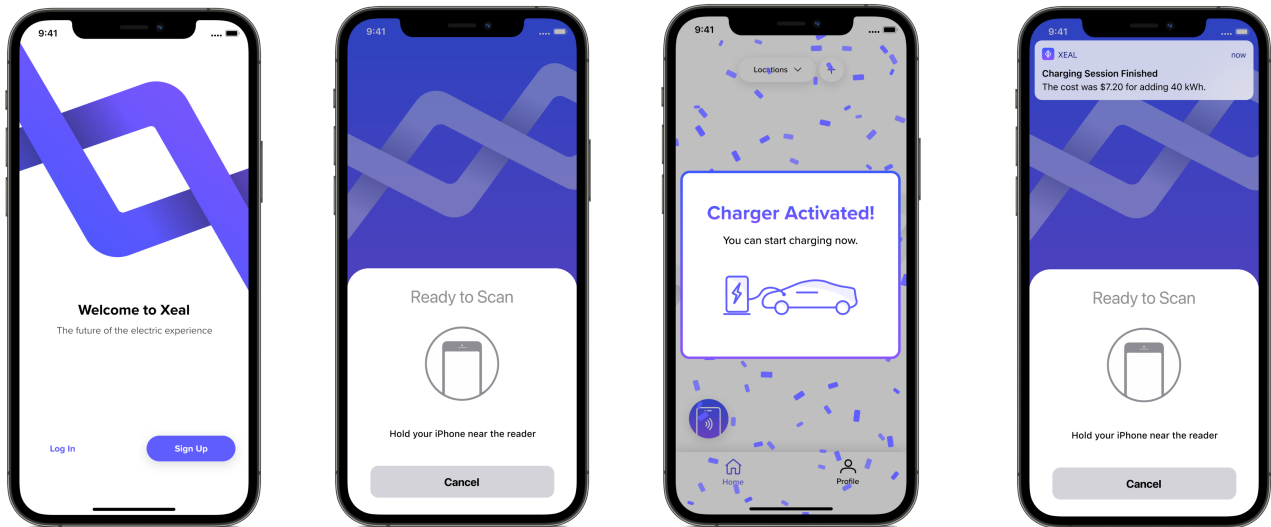 9:41
Welcome to Xeal
The future of the electric experience
Log In
Sign Up
9:41
Ready to Scan
Hold your iPhone near the reader
Cancel
9:41
Locations
+
Charger Activated!
You can start charging now.
Home
Profile
9:41
XEAL
now
Charging Session Finished
The cost was $7.20 for adding 40 kWh.
Ready to Scan
Hold your iPhone near the reader
Cancel